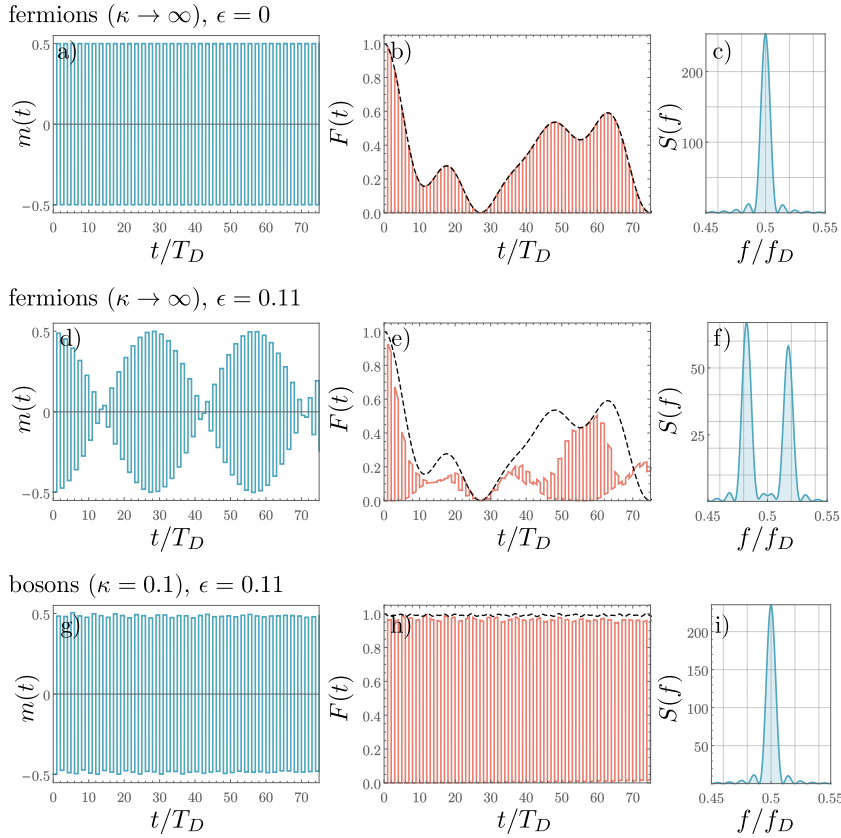 fermions (κ → ∞), ϵ = 0
a)
0.5
0
−0.5
m(t)
0 10 20 30 40 50 60 70
t/T_D
b)
1.0
0.8
0.6
0.4
0.2
0.0
F(t)
0 10 20 30 40 50 60 70
t/T_D
c)
200
100
S(f)
0.45 0.5 0.55
f/f_D
fermions (κ → ∞), ϵ = 0.11
d)
0.5
0
−0.5
m(t)
0 10 20 30 40 50 60 70
t/T_D
e)
1.0
0.8
0.6
0.4
0.2
0.0
F(t)
0 10 20 30 40 50 60 70
t/T_D
f)
50
25
S(f)
0.45 0.5 0.55
f/f_D
bosons (κ = 0.1), ϵ = 0.11
g)
0.5
0
−0.5
m(t)
0 10 20 30 40 50 60 70
t/T_D
h)
1.0
0.8
0.6
0.4
0.2
0.0
F(t)
0 10 20 30 40 50 60 70
t/T_D
i)
200
150
100
50
S(f)
0.45 0.5 0.55
f/f_D